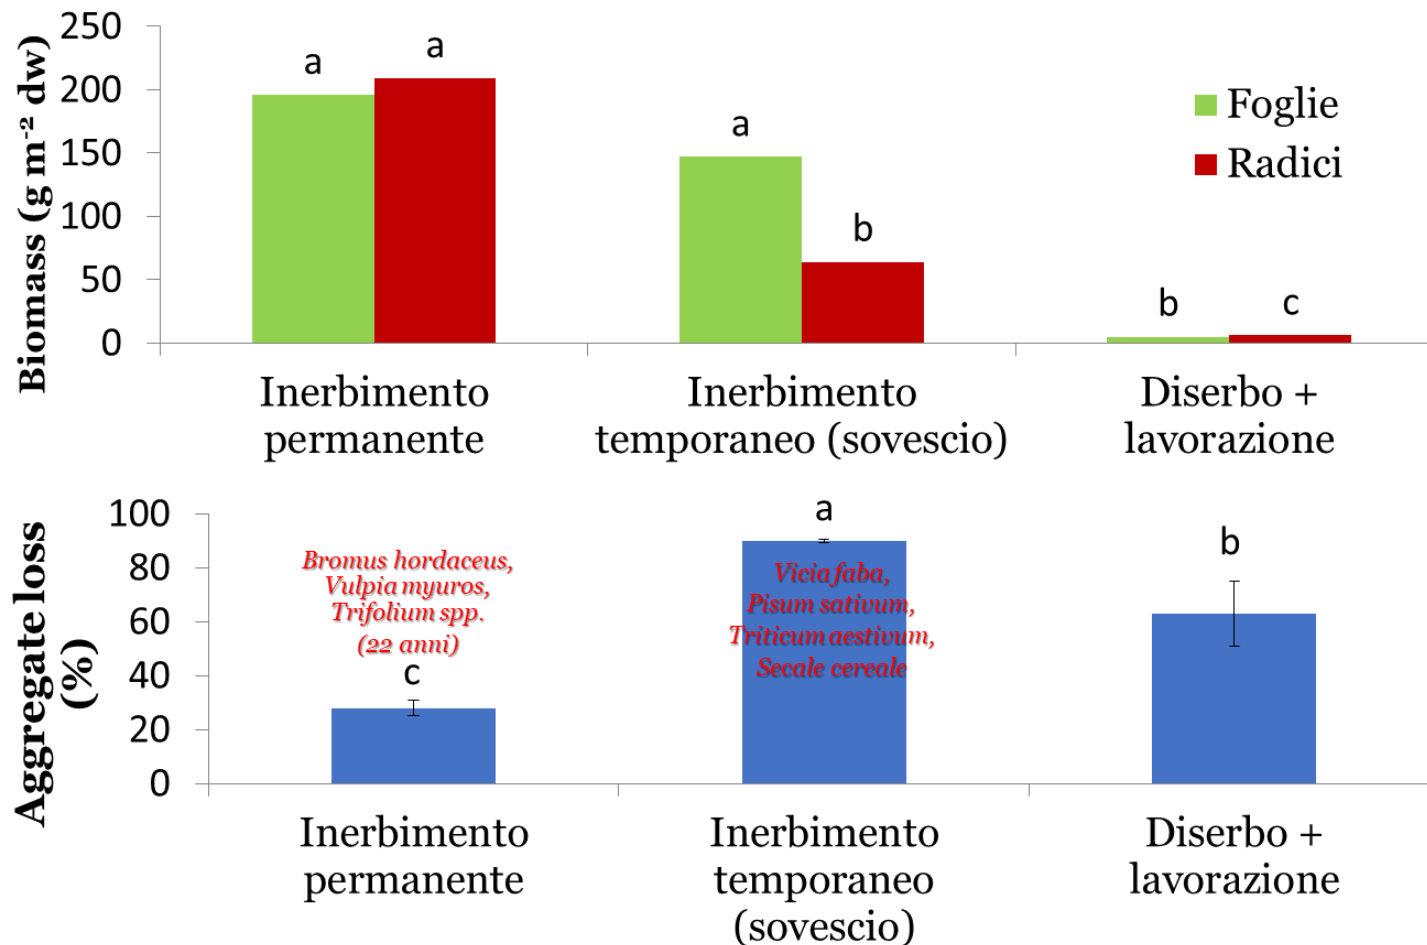 Biomass (g m⁻² dw)
250
200
150
100
50
0
a
a
a
b
b
c
Foglie
Radici
Inerbimento
permanente
Inerbimento
temporaneo (sovescio)
Diserbo +
lavorazione
Aggregate loss
(%)
100
80
60
40
20
0
Bromus hordaceus,
Vulpia myuros,
Trifolium spp.
(22 anni)
c
a
Vicia faba,
Pisum sativum,
Triticum aestivum,
Secale cereale
b
Inerbimento
permanente
Inerbimento
temporaneo
(sovescio)
Diserbo +
lavorazione